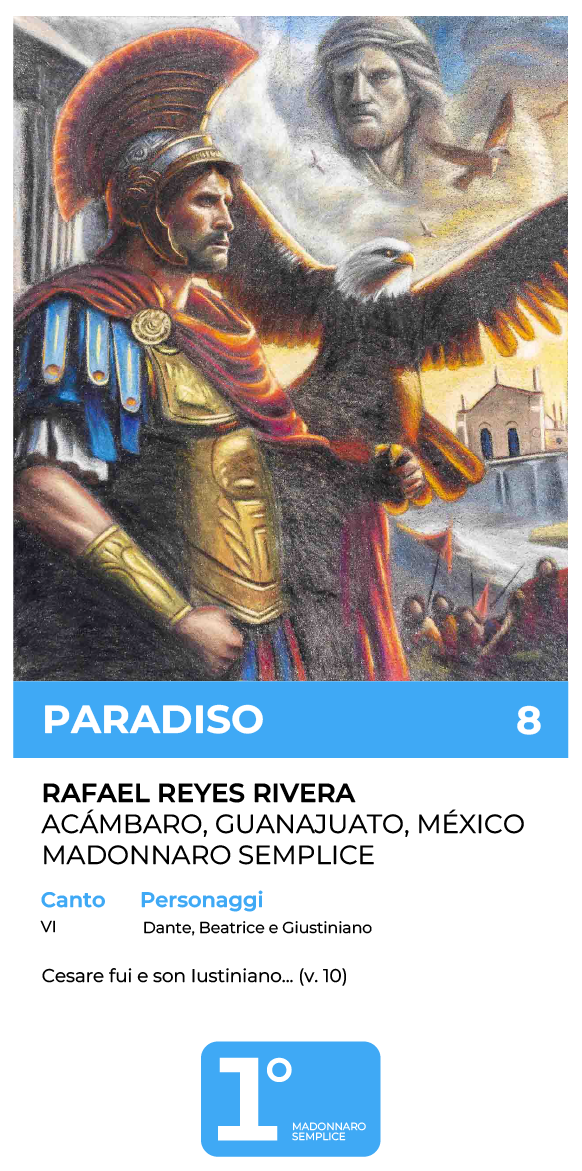 PARADISO 8
RAFAEL REYES RIVERA
ACÁMBARO, GUANAJUATO, MÉXICO
MADONNARO SEMPLICE
Canto Personaggi
VI Dante, Beatrice e Giustiniano
Cesare fui e son Iustiniano... (v. 10)
1º
MADONNARO
SEMPLICE